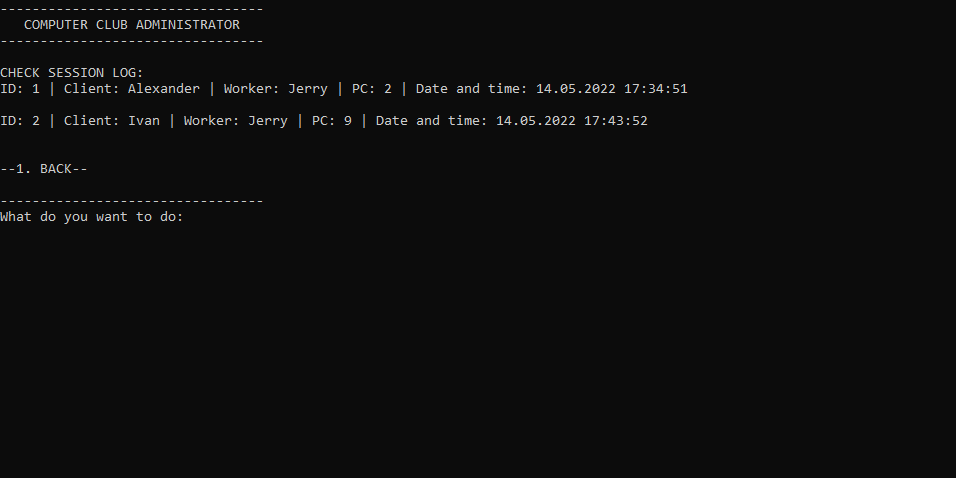 ---------------------------------
COMPUTER CLUB ADMINISTRATOR
---------------------------------
CHECK SESSION LOG:
ID: 1 | Client: Alexander | Worker: Jerry | PC: 2 | Date and time: 14.05.2022 17:34:51
ID: 2 | Client: Ivan | Worker: Jerry | PC: 9 | Date and time: 14.05.2022 17:43:52
--1. BACK--
---------------------------------
What do you want to do: